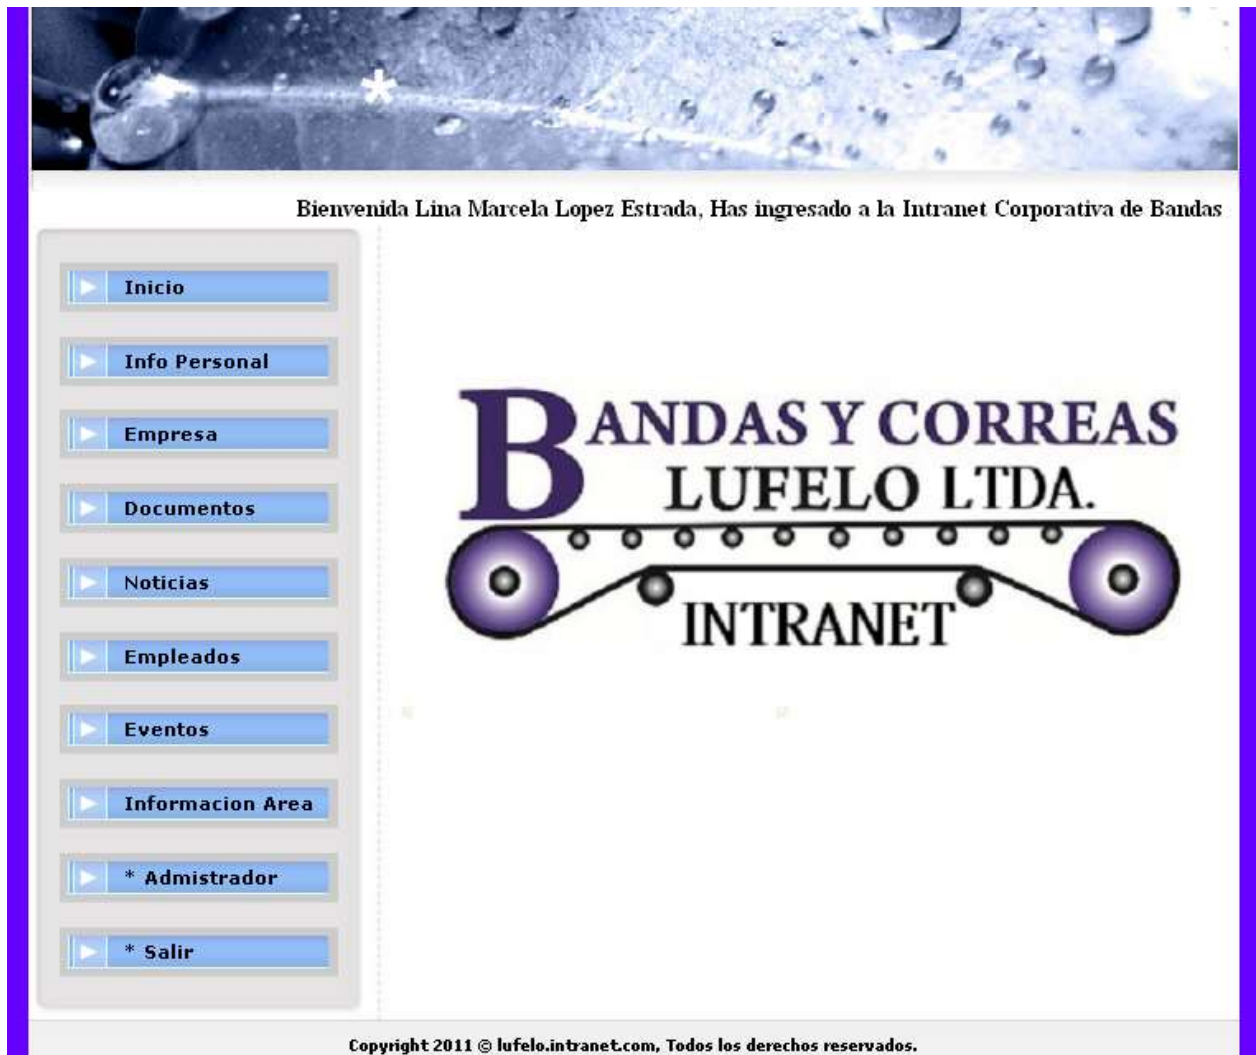 *
Bienvenida Lina Marcela Lopez Estrada, Has ingresado a la Intranet Corporativa de Bandas
Inicio
Info Personal
Empresa
Documentos
Noticias
Empleados
Eventos
Informacion Area
* Admistrador
* Salir
BANDAS Y CORREAS
LUFELO LTDA.
INTRANET
Copyright 2011 © lufelo.intranet.com, Todos los derechos reservados.